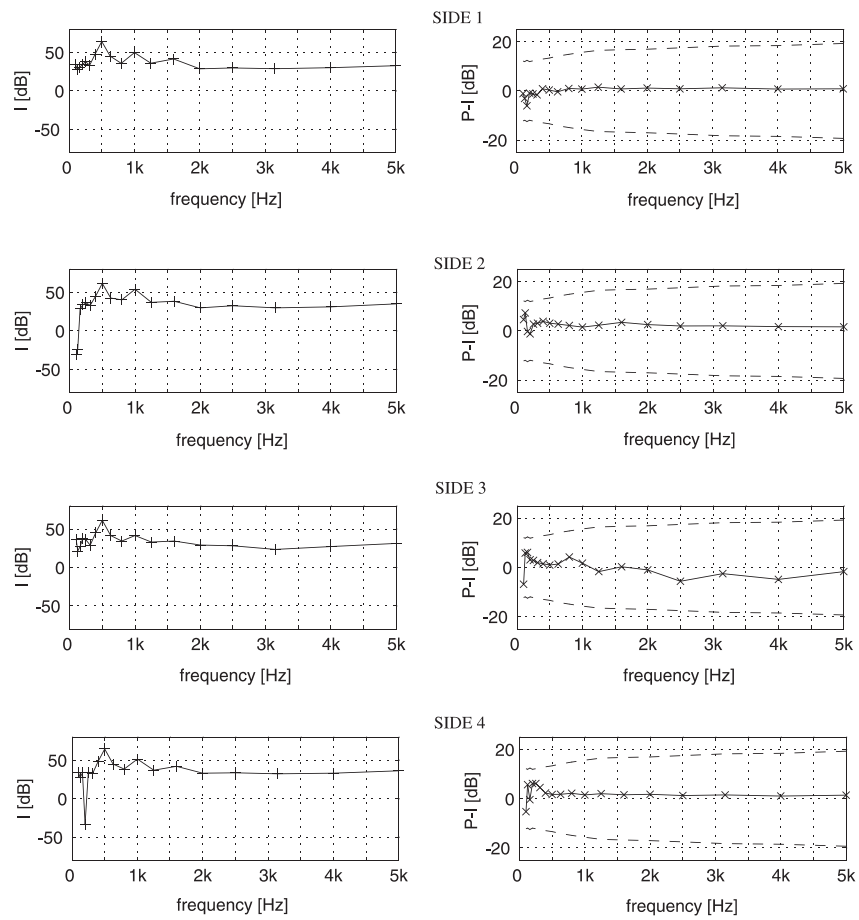 SIDE 1
50
0
-50
I [dB]
0 1k 2k 3k 4k 5k
frequency [Hz]
20
0
-20
P-I [dB]
0 1k 2k 3k 4k 5k
frequency [Hz]
SIDE 2
50
0
-50
I [dB]
0 1k 2k 3k 4k 5k
frequency [Hz]
20
0
-20
P-I [dB]
0 1k 2k 3k 4k 5k
frequency [Hz]
SIDE 3
50
0
-50
I [dB]
0 1k 2k 3k 4k 5k
frequency [Hz]
20
0
-20
P-I [dB]
0 1k 2k 3k 4k 5k
frequency [Hz]
SIDE 4
50
0
-50
I [dB]
0 1k 2k 3k 4k 5k
frequency [Hz]
20
0
-20
P-I [dB]
0 1k 2k 3k 4k 5k
frequency [Hz]